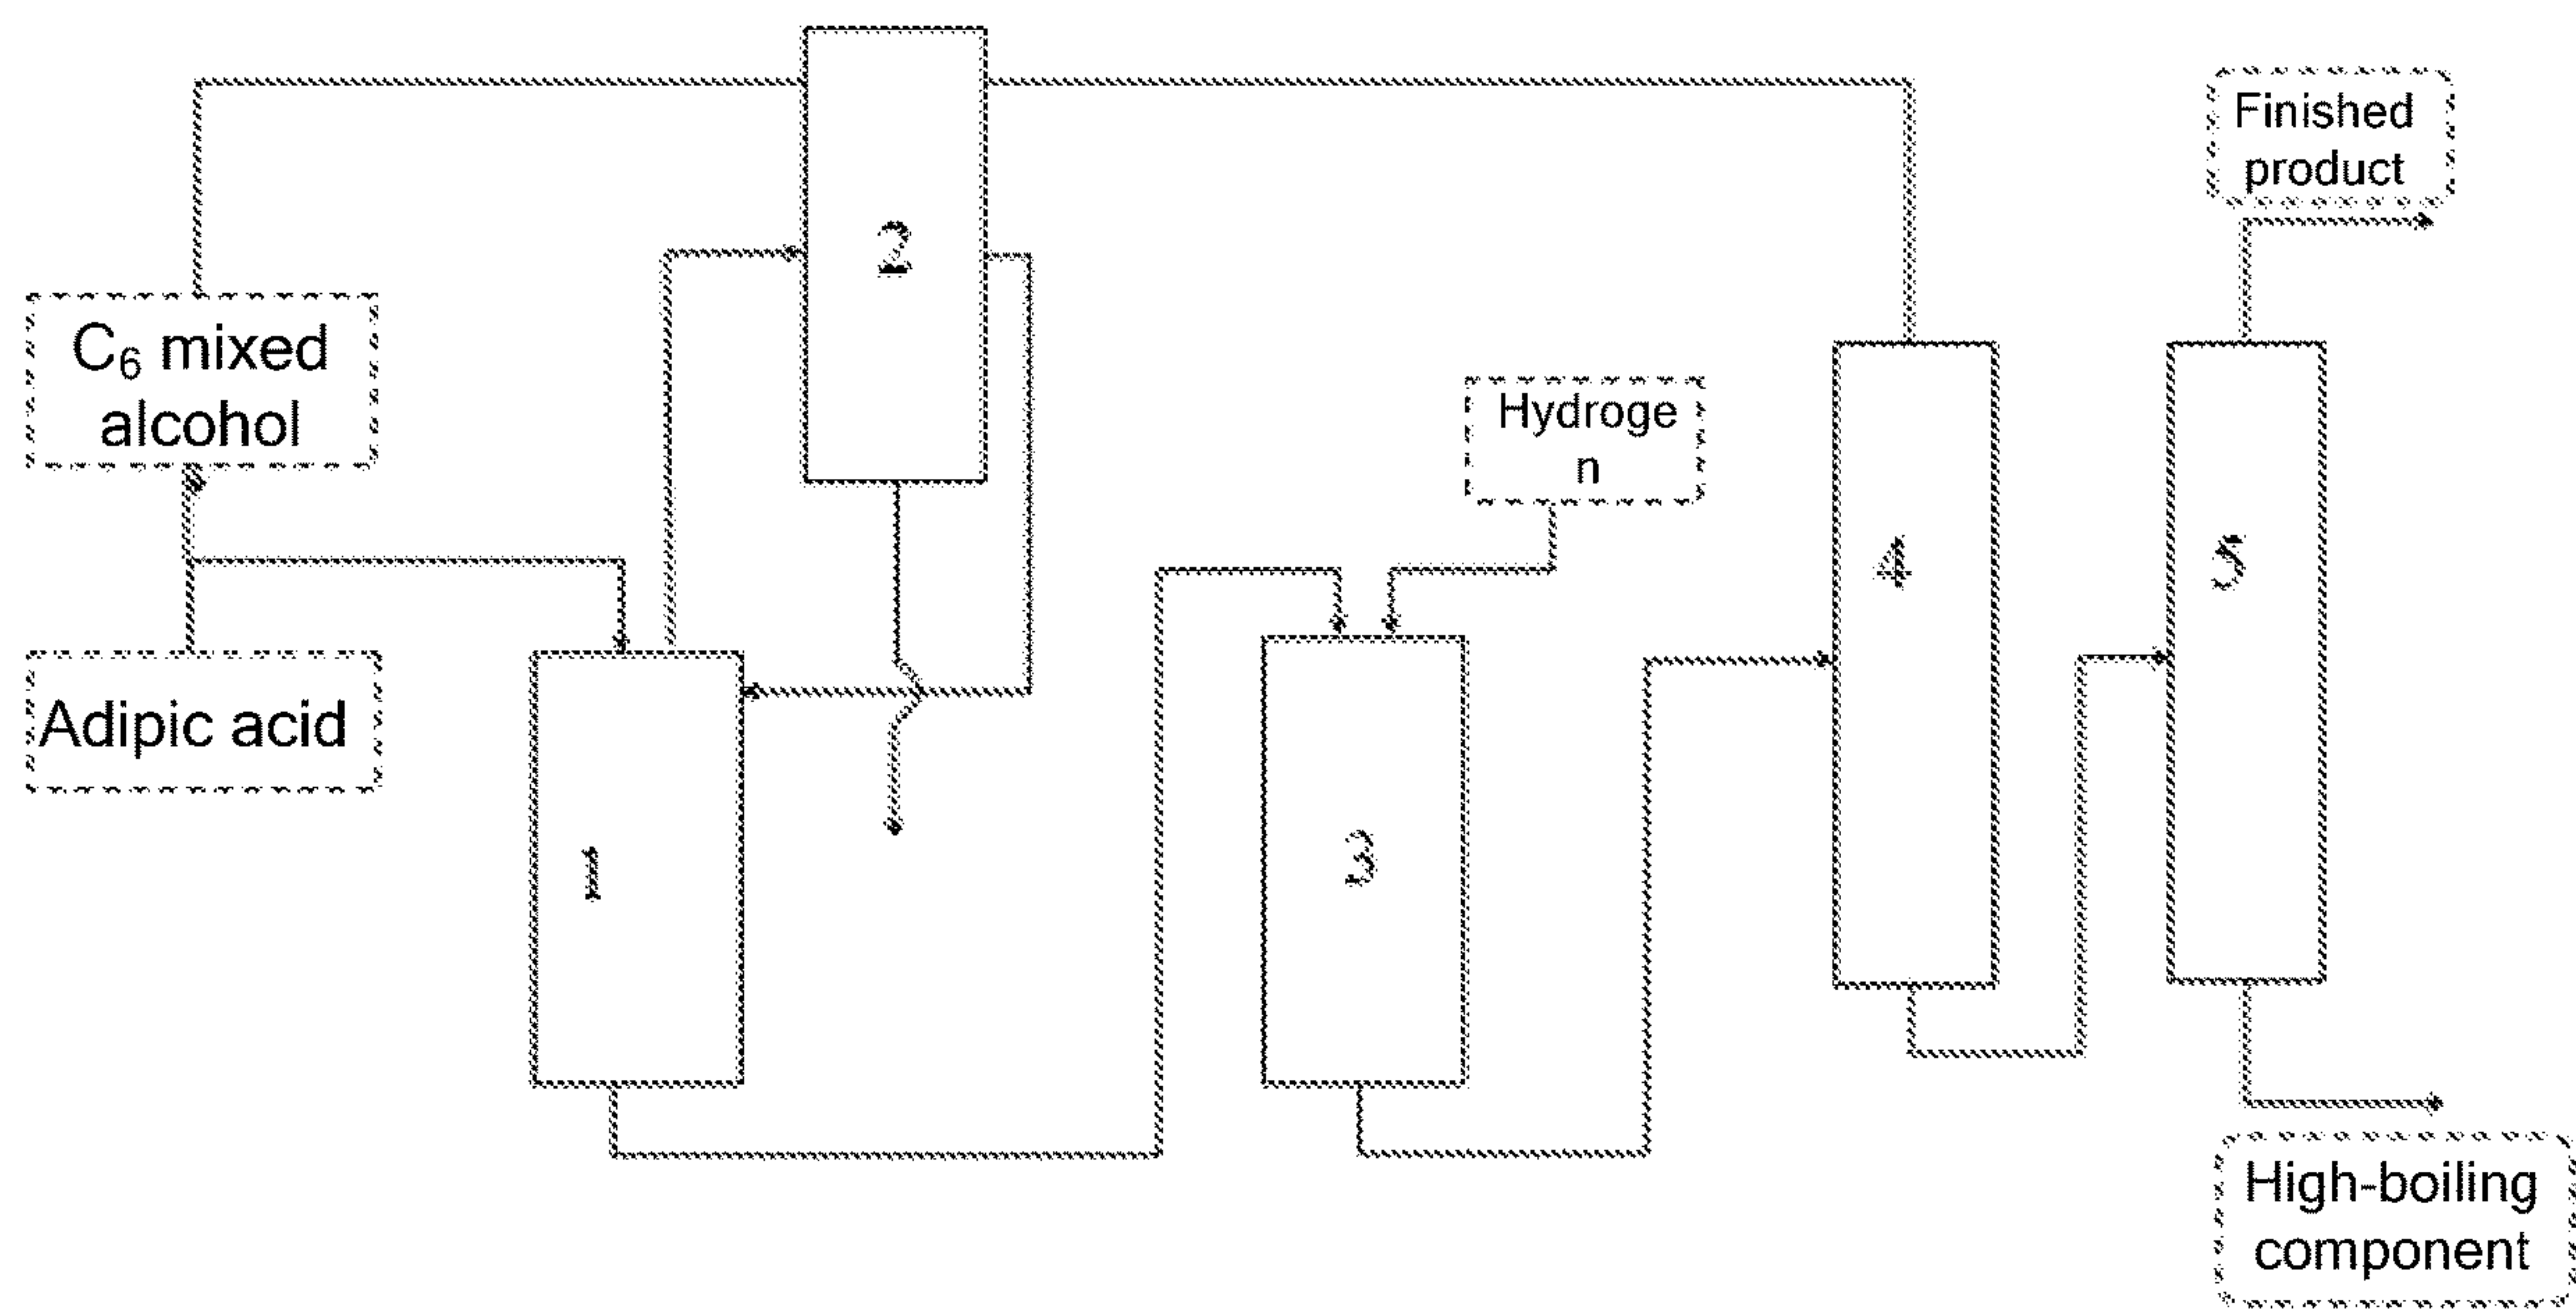 2
Finished
product
C₆ mixed
alcohol
Hydroge
n
4
5
Adipic acid
1
3
High-boiling
component